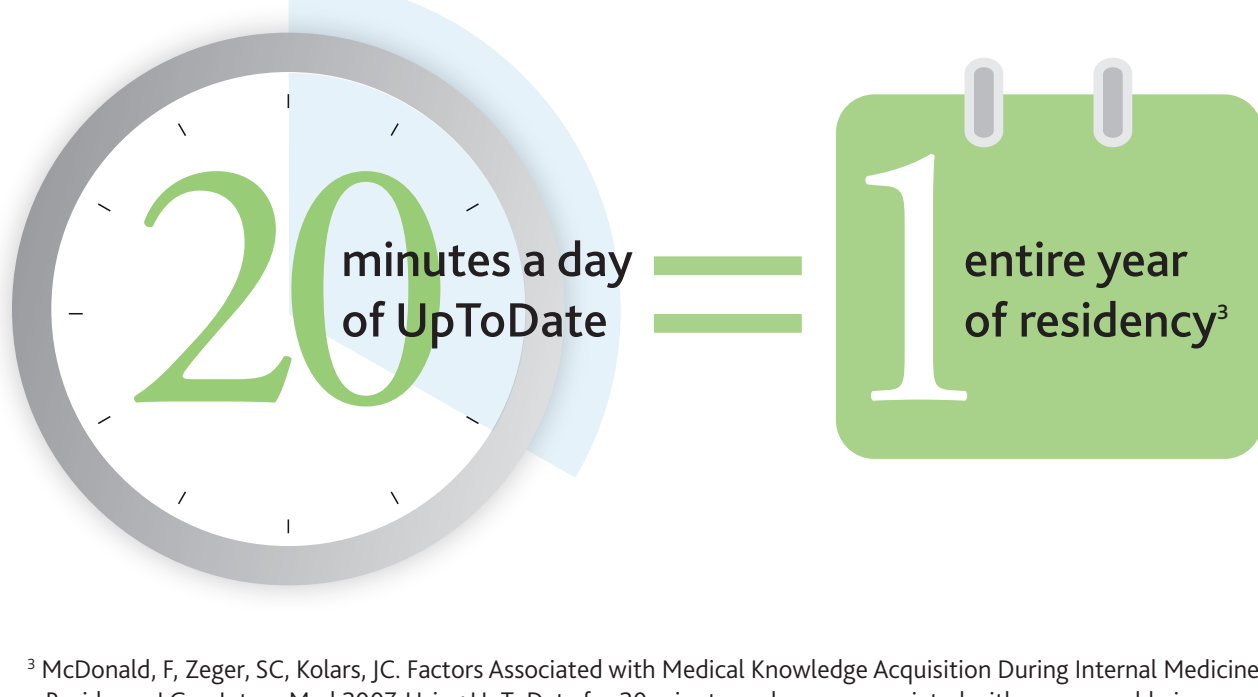 20 minutes a day
of UpToDate
1 entire year
of residency³
³ McDonald, F, Zeger, SC, Kolars, JC. Factors Associated with Medical Knowledge Acquisition During Internal Medicine